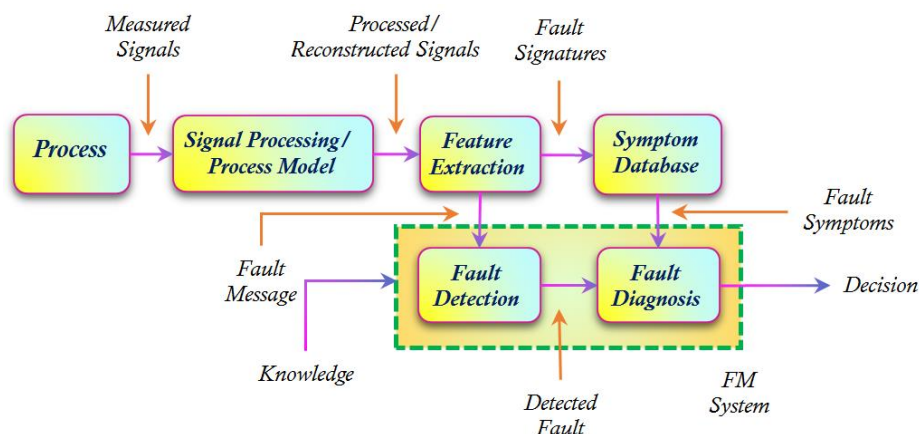 Measured
Signals
Processed/
Reconstructed Signals
Fault
Signatures
Process
Signal Processing/
Process Model
Feature
Extraction
Symptom
Database
Fault
Symptoms
Fault
Message
Fault
Detection
Fault
Diagnosis
Decision
Knowledge
Detected
Fault
FM
System